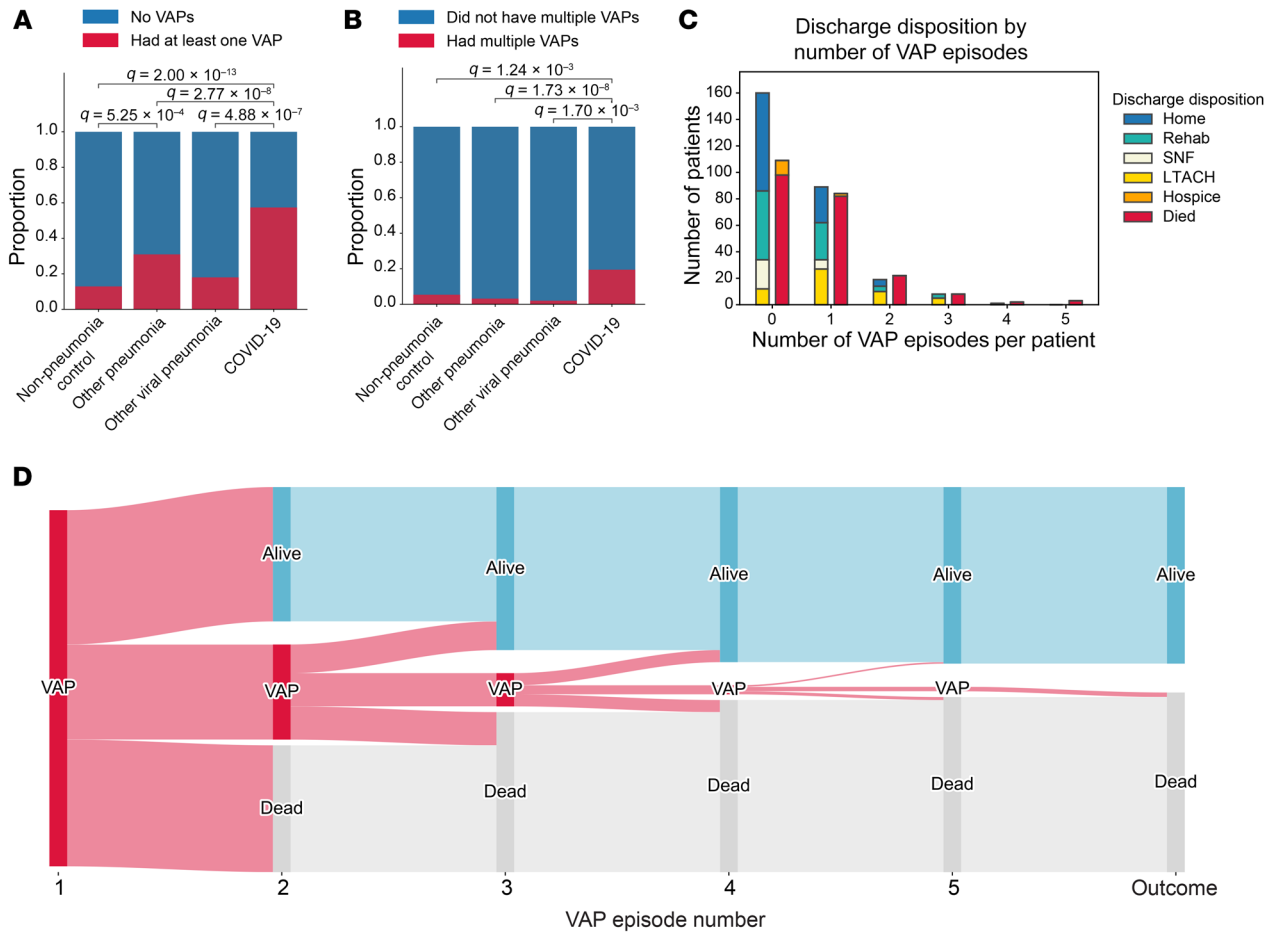 A
No VAPs
Had at least one VAP
q = 2.00 × 10–13
q = 2.77 × 10–8
q = 5.25 × 10–4
q = 4.88 × 10–7
1.0
0.8
0.6
0.4
0.2
0.0
Proportion
Non-pneumonia
control
Other pneumonia
Other viral pneumonia
COVID-19
B
Did not have multiple VAPs
Had multiple VAPs
q = 1.24 × 10–3
q = 1.73 × 10–8
q = 1.70 × 10–3
1.0
0.8
0.6
0.4
0.2
0.0
Proportion
Non-pneumonia
control
Other pneumonia
Other viral pneumonia
COVID-19
C
Discharge disposition by
number of VAP episodes
160
140
120
100
80
60
40
20
0
Number of patients
0 1 2 3 4 5
Number of VAP episodes per patient
Discharge disposition
Home
Rehab
SNF
LTACH
Hospice
Died
D
Alive
Alive
Alive
Alive
Alive
VAP
VAP
VAP
VAP
VAP
Dead
Dead
Dead
Dead
Dead
1 2 3 4 5 Outcome
VAP episode number